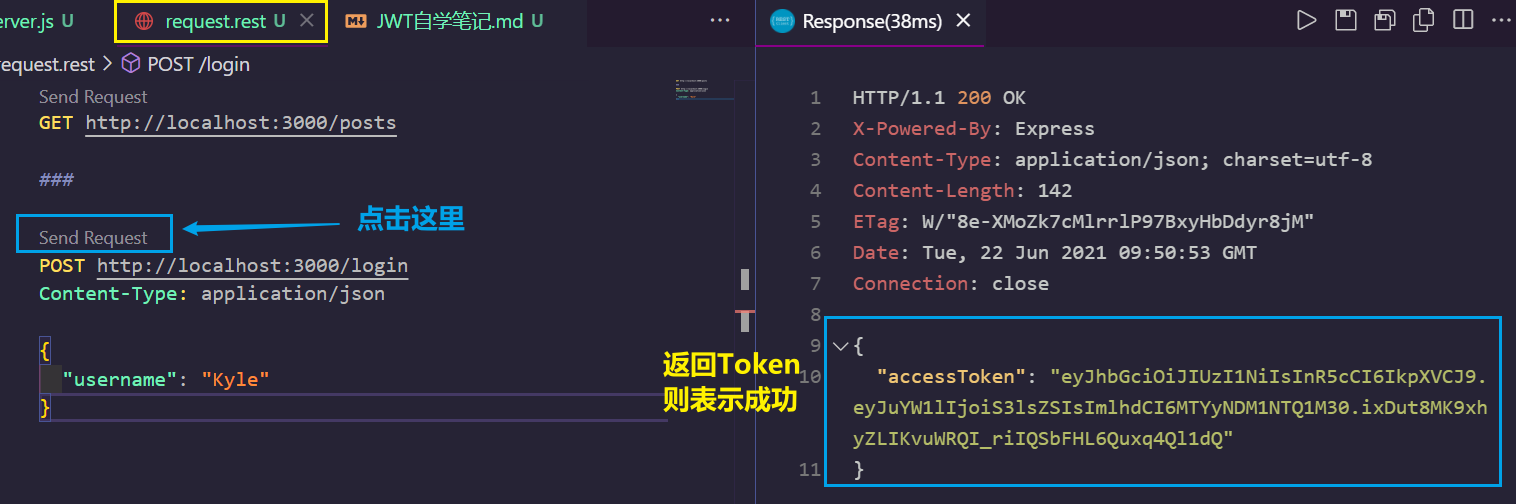 erver.js U
request.rest U
JWT自学笔记.md U
···
Response(38ms)
···
equest.rest > POST /login
Send Request
GET http://localhost:3000/posts
###
Send Request
点击这里
POST http://localhost:3000/login
Content-Type: application/json
{
"username": "Kyle"
}
返回Token
则表示成功
1 HTTP/1.1 200 OK
2 X-Powered-By: Express
3 Content-Type: application/json; charset=utf-8
4 Content-Length: 142
5 ETag: W/"8e-XMoZk7cMlrrlP97BxyHbDdyr8jM"
6 Date: Tue, 22 Jun 2021 09:50:53 GMT
7 Connection: close
8
9 {
10 "accessToken": "eyJhbGciOiJIUzI1NiIsInR5cCI6IkpXVCJ9.
eyJuYW1lIjoiS3lsZSIsImlhdCI6MTYyNDM1NTQ1M30.ixDut8MK9xh
yZLIKvuWRQI_riIQSbFHL6Quxq4Ql1dQ"
11 }